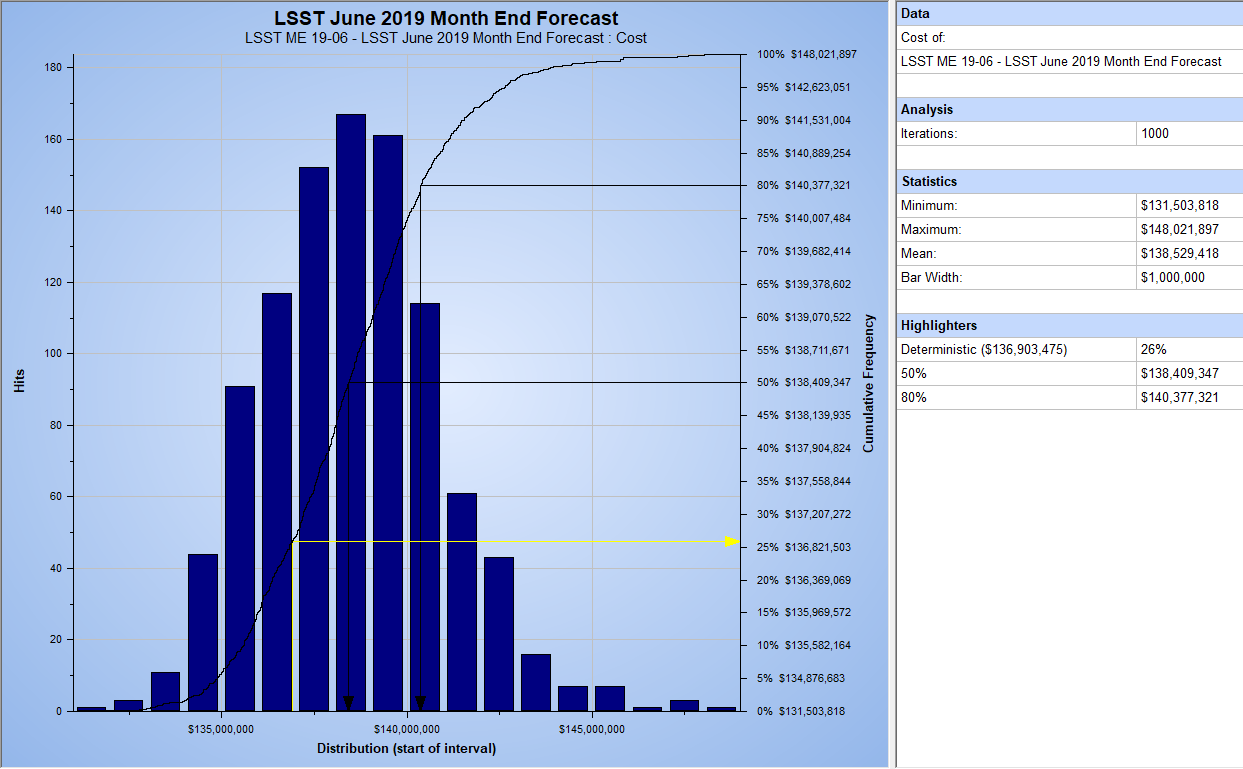 LSST June 2019 Month End Forecast
LSST ME 19-06 - LSST June 2019 Month End Forecast : Cost
180
160
140
120
100
80
60
40
20
0
Hits
$135,000,000
$140,000,000
$145,000,000
Distribution (start of interval)
100% $148,021,897
95% $142,623,051
90% $141,531,004
85% $140,889,254
80% $140,377,321
75% $140,007,484
70% $139,682,414
65% $139,378,602
60% $139,070,522
55% $138,711,671
50% $138,409,347
45% $138,139,935
40% $137,904,824
35% $137,558,844
30% $137,207,272
25% $136,821,503
20% $136,369,069
15% $135,969,572
10% $135,582,164
5% $134,876,683
0% $131,503,818
Cumulative Frequency
Data
Cost of:
LSST ME 19-06 - LSST June 2019 Month End Forecast
Analysis
Iterations: 1000
Statistics
Minimum: $131,503,818
Maximum: $148,021,897
Mean: $138,529,418
Bar Width: $1,000,000
Highlighters
Deterministic ($136,903,475) 26%
50% $138,409,347
80% $140,377,321